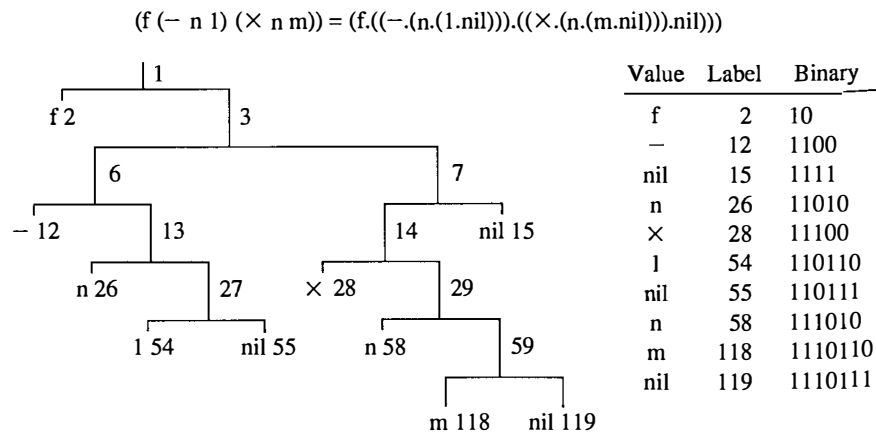 (f (− n 1) (× n m)) = (f.((−.(n.(1.nil))).((×.(n.(m.nil))).nil)))
1
f 2
3
6
7
− 12
13
14
nil 15
n 26
27
× 28
29
1 54
nil 55
n 58
59
m 118
nil 119
Value Label Binary
f 2 10
− 12 1100
nil 15 1111
n 26 11010
× 28 11100
1 54 110110
nil 55 110111
n 58 111010
m 118 1110110
nil 119 1110111